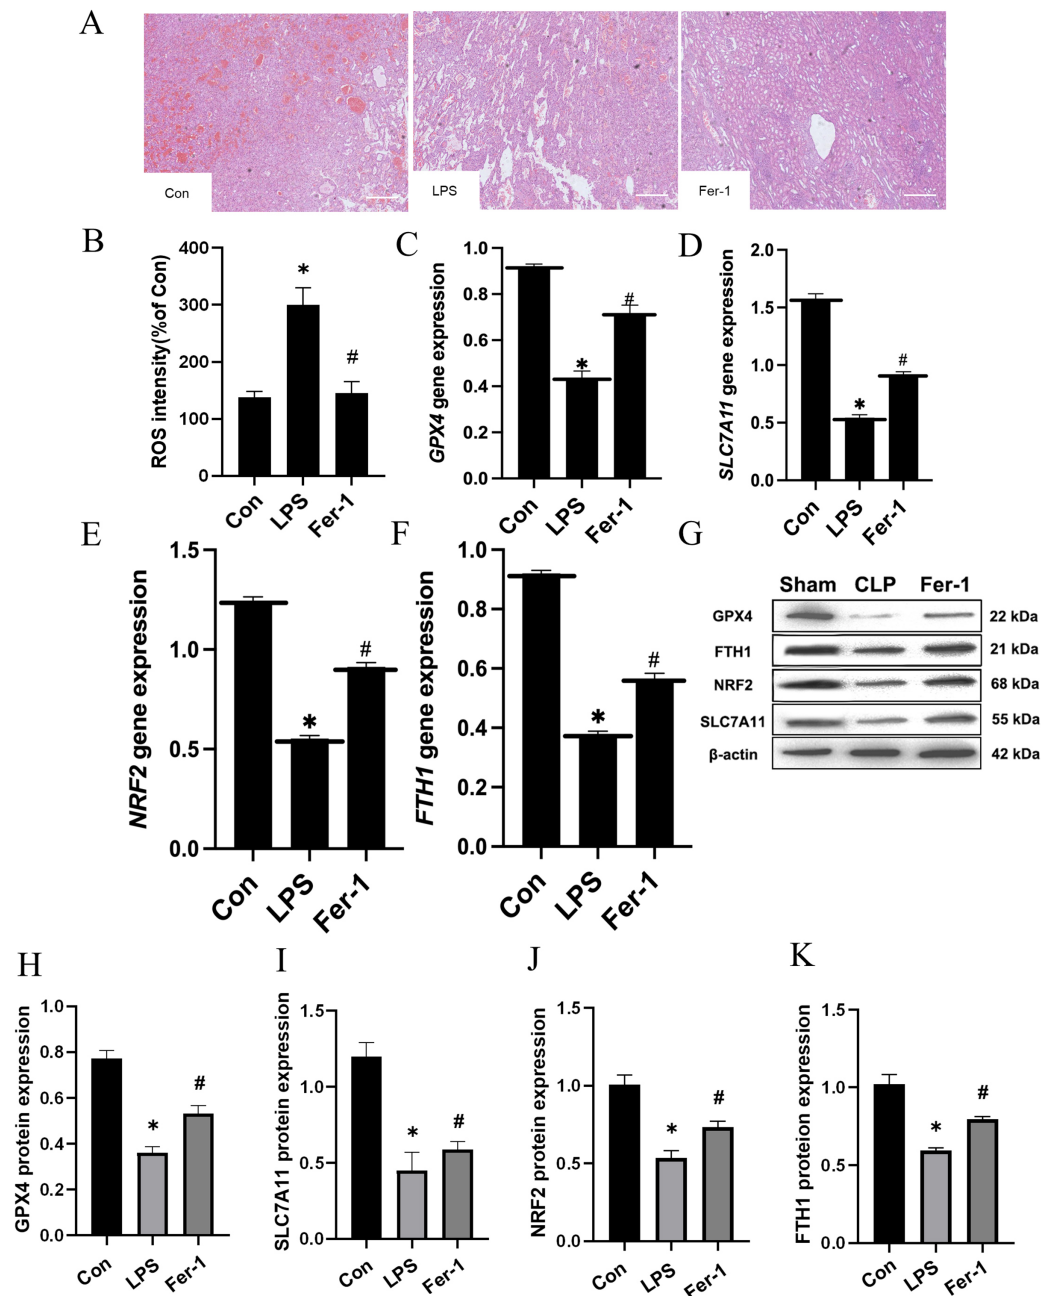 A
Con
LPS
Fer-1
B
ROS intensity(%of Con)
400
300
200
100
0
*
#
Con
LPS
Fer-1
C
GPX4 gene expression
1.0
0.8
0.6
0.4
0.2
0.0
*
#
Con
LPS
Fer-1
D
SLC7A11 gene expression
2.0
1.5
1.0
0.5
0.0
*
#
Con
LPS
Fer-1
E
NRF2 gene expression
1.5
1.0
0.5
0.0
*
#
Con
LPS
Fer-1
F
FTH1 gene expression
1.0
0.8
0.6
0.4
0.2
0.0
*
#
Con
LPS
Fer-1
G
Sham CLP Fer-1
GPX4 22 kDa
FTH1 21 kDa
NRF2 68 kDa
SLC7A11 55 kDa
β-actin 42 kDa
H
GPX4 protein expression
1.0
0.8
0.6
0.4
0.2
0.0
*
#
Con
LPS
Fer-1
I
SLC7A11 protein expression
1.5
1.0
0.5
0.0
*
#
Con
LPS
Fer-1
J
NRF2 protein expression
1.5
1.0
0.5
0.0
*
#
Con
LPS
Fer-1
K
FTH1 protein expression
1.5
1.0
0.5
0.0
*
#
Con
LPS
Fer-1